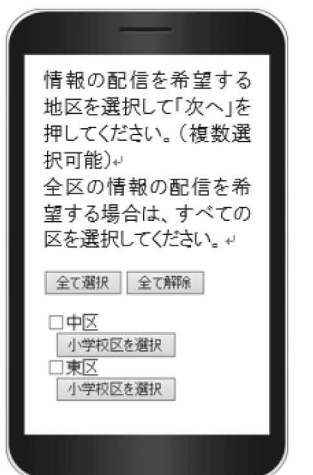 情報の配信を希望する
地区を選択して「次へ」を
押してください。（複数選
択可能）↵
全区の情報の配信を希
望する場合は、すべての
区を選択してください。↵
全て選択 全て解除
□中区
小学校区を選択
□東区
小学校区を選択